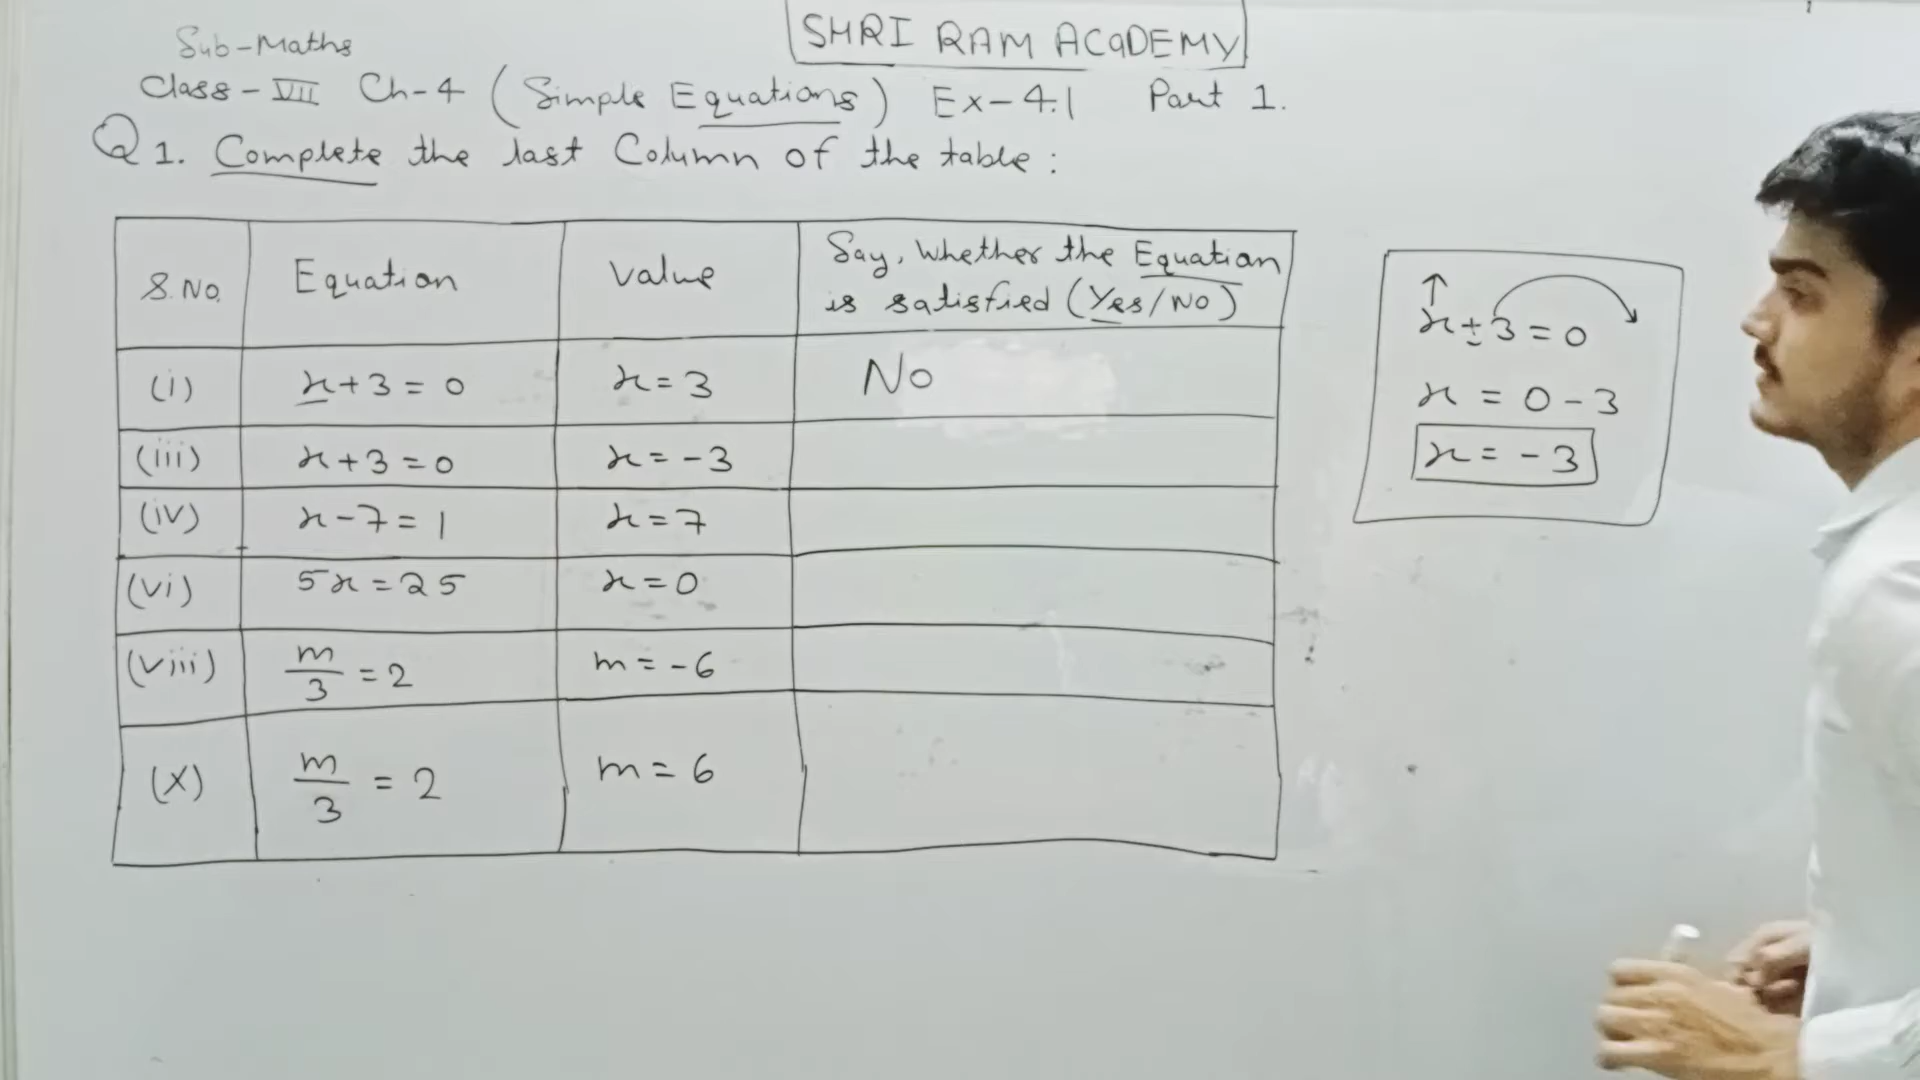 SHRI RAM ACADEMY
Sub-Maths
Class-VII Ch-4 (Simple Equations) Ex-4.1 Part 1.
Q1. Complete the last Column of the table:
S.No. Equation Value Say, Whether the Equation is satisfied (Yes/No)
(i) x+3=0 x=3 No
(iii) x+3=0 x=-3
(iv) x-7=1 x=7
(vi) 5x=25 x=0
(viii) m/3=2 m=-6
(X) m/3=2 m=6
x+3=0
x=0-3
x=-3